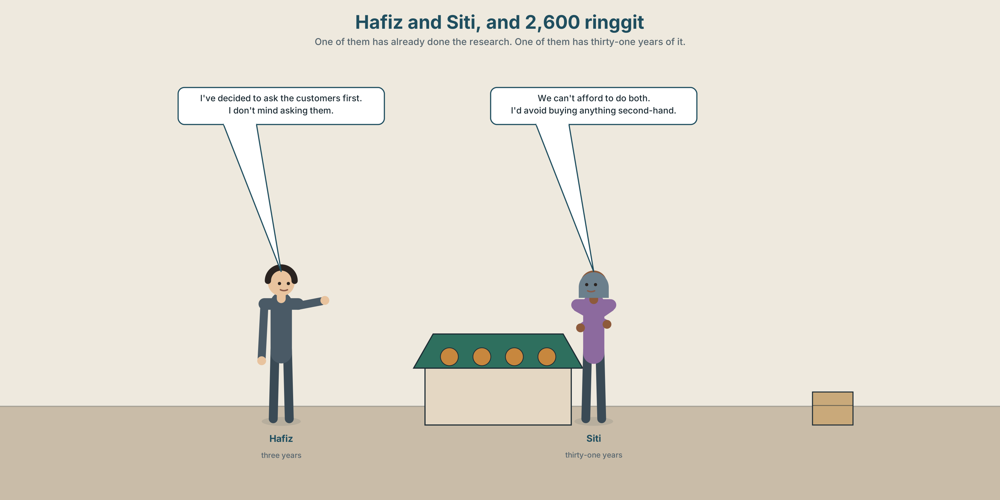 Hafiz and Siti, and 2,600 ringgit
One of them has already done the research. One of them has thirty-one years of it.
I've decided to ask the customers first.
I don't mind asking them.
We can't afford to do both.
I'd avoid buying anything second-hand.
Hafiz
three years
Siti
thirty-one years